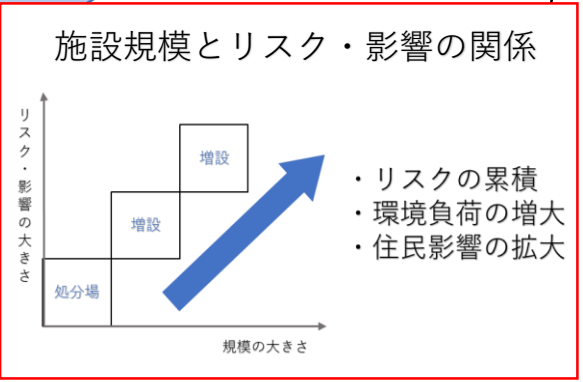 施設規模とリスク・影響の関係
リスク・影響の大きさ
増設
増設
処分場
規模の大きさ
・リスクの累積
・環境負荷の増大
・住民影響の拡大